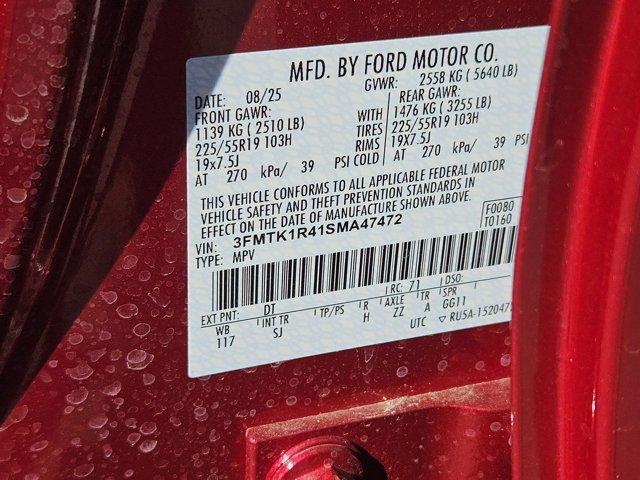 MFD. BY FORD MOTOR CO.
DATE: 08/25 GVWR: 2558 KG ( 5640 LB)
FRONT GAWR: REAR GAWR:
1139 KG ( 2510 LB) WITH 1476 KG ( 3255 LB)
225/55R19 103H TIRES 225/55R19 103H
19x7.5J RIMS 19X7.5J
AT 270 kPa/ 39 PSI COLD AT 270 kPa/ 39 PSI
THIS VEHICLE CONFORMS TO ALL APPLICABLE FEDERAL MOTOR
VEHICLE SAFETY AND THEFT PREVENTION STANDARDS IN
EFFECT ON THE DATE OF MANUFACTURE SHOWN ABOVE.
VIN: 3FMTK1R41SMA47472 F0080
TYPE: MPV T0160
EXT PNT: DT RC: 71 DSO:
WB INT TR TP/PS R AXLE TR SPR
117 SJ H ZZ A GG11
UTC ▽ RU5A-152047